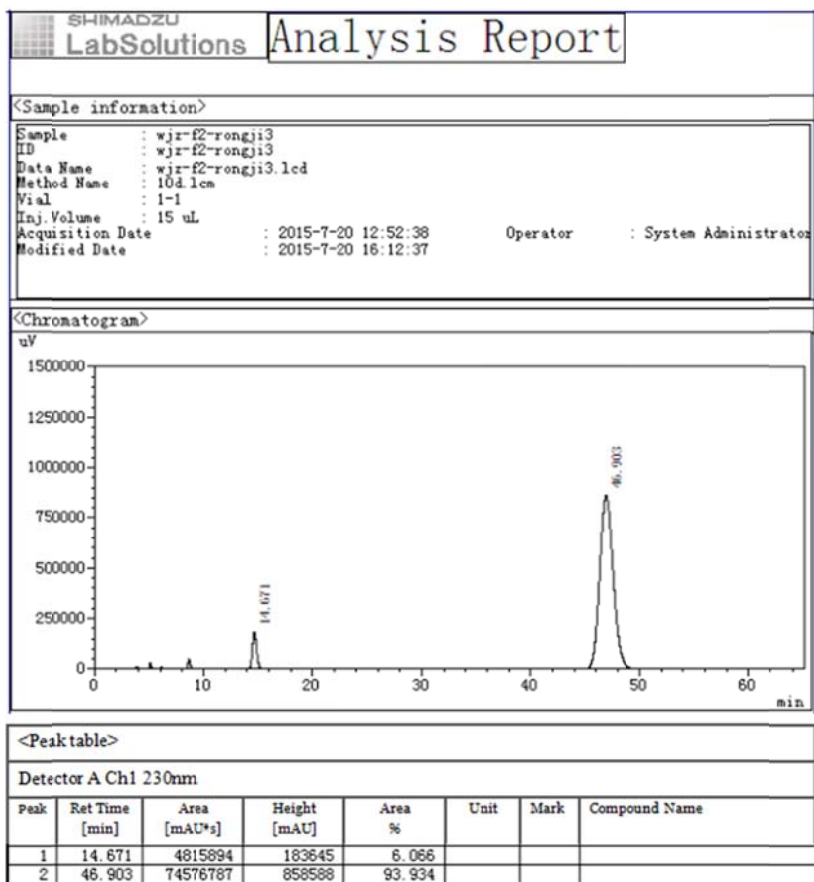 SHIMADZU
LabSolutions Analysis Report
<Sample information>
Sample : wjz-f2-rongji3
ID : wjz-f2-rongji3
Data Name : wjz-f2-rongji3.lcd
Method Name : 10d.lcm
Vial : 1-1
Inj.Volume : 15 uL
Acquisition Date : 2015-7-20 12:52:38 Operator : System Administrator
Modified Date : 2015-7-20 16:12:37
<Chromatogram>
uV
1500000
1250000
1000000
750000
500000
250000
0
14.671
46.903
0 10 20 30 40 50 60
min
<Peak table>
Detector A Ch1 230nm
Peak Ret Time [min] Area [mAU*s] Height [mAU] Area % Unit Mark Compound Name
1 14.671 4815894 183645 6.066
2 46.903 74576787 858588 93.934